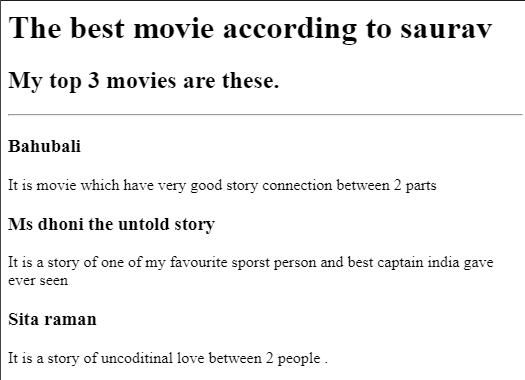 The best movie according to saurav
My top 3 movies are these.
Bahubali
It is movie which have very good story connection between 2 parts
Ms dhoni the untold story
It is a story of one of my favourite sporst person and best captain india gave
ever seen
Sita raman
It is a story of uncoditinal love between 2 people .